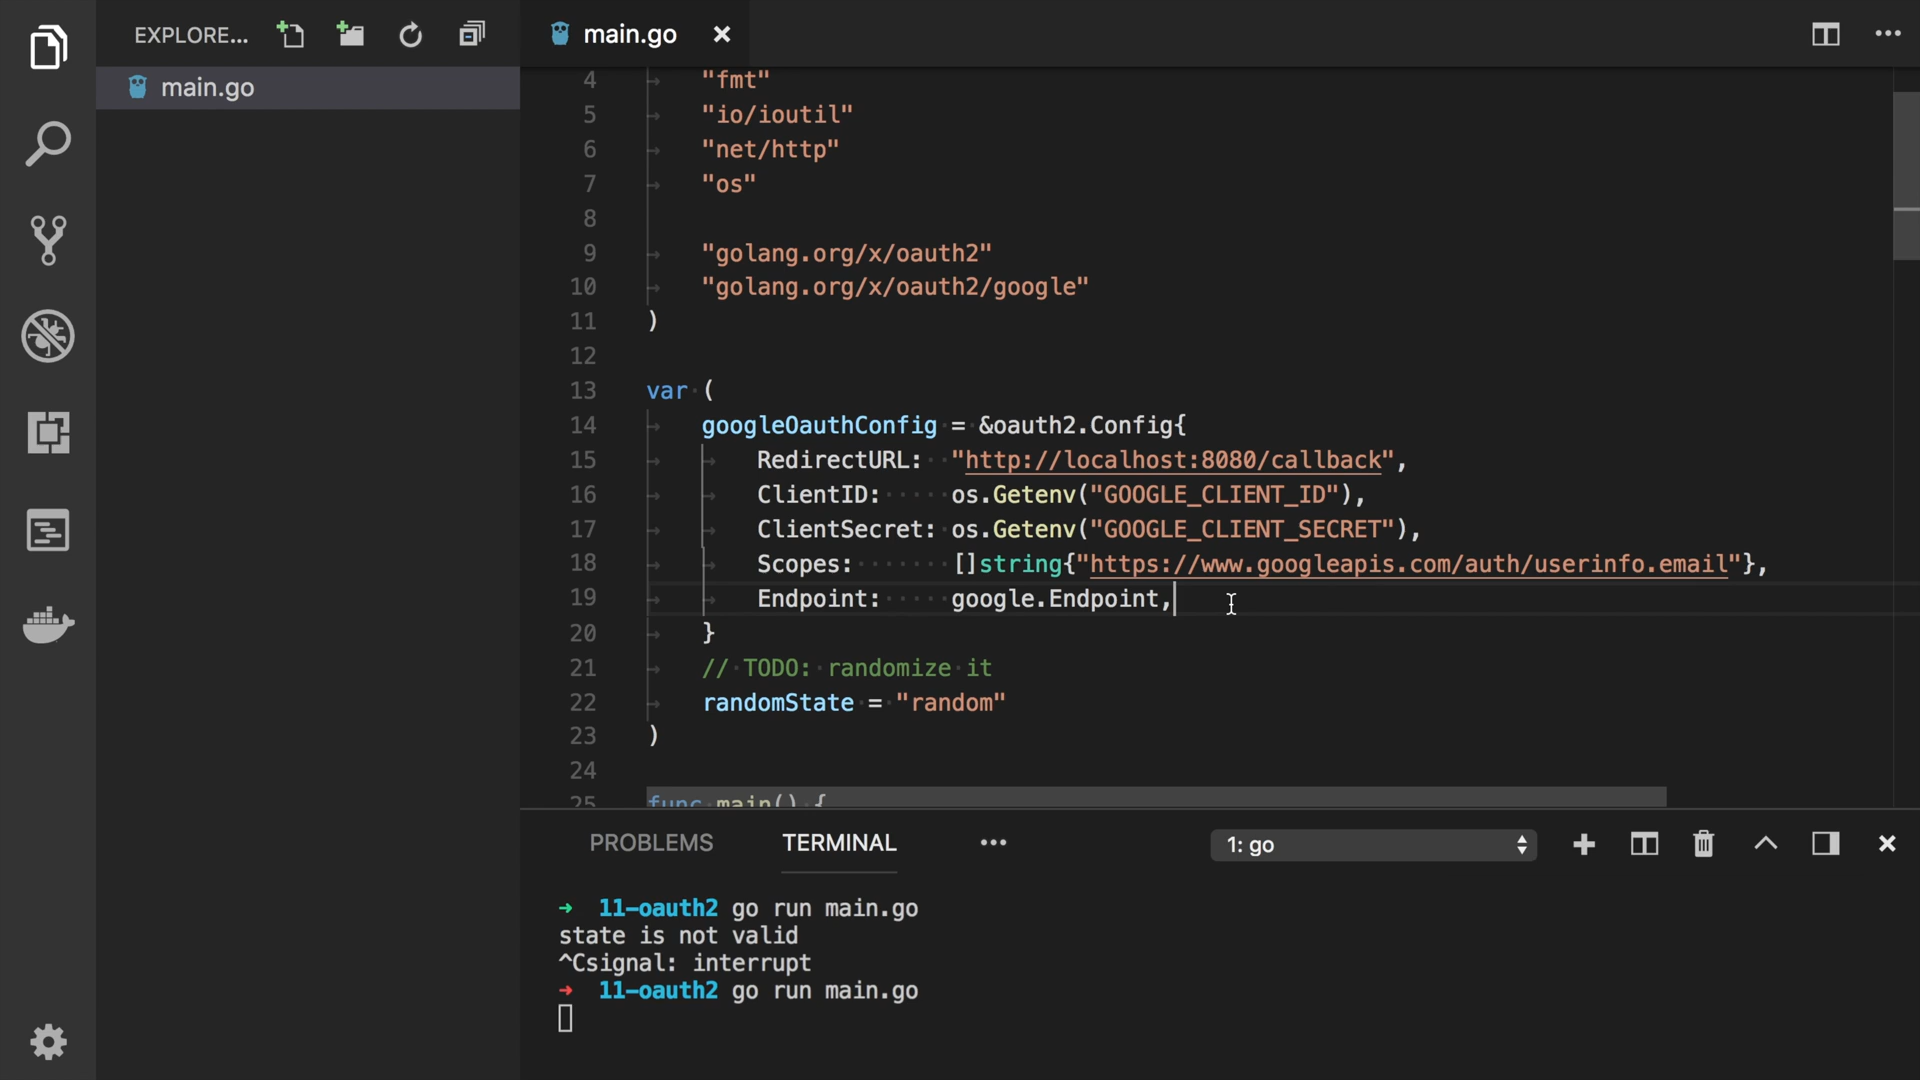 EXPLORE...
main.go
main.go
4 "fmt"
5 "io/ioutil"
6 "net/http"
7 "os"
8
9 "golang.org/x/oauth2"
10 "golang.org/x/oauth2/google"
11 )
12
13 var (
14 googleOauthConfig = &oauth2.Config{
15 RedirectURL: "http://localhost:8080/callback",
16 ClientID: os.Getenv("GOOGLE_CLIENT_ID"),
17 ClientSecret: os.Getenv("GOOGLE_CLIENT_SECRET"),
18 Scopes: []string{"https://www.googleapis.com/auth/userinfo.email"},
19 Endpoint: google.Endpoint,
20 }
21 // TODO: randomize it
22 randomState = "random"
23 )
24
25 func main() {
PROBLEMS TERMINAL ••• 1: go
➜ 11-oauth2 go run main.go
state is not valid
^Csignal: interrupt
➜ 11-oauth2 go run main.go